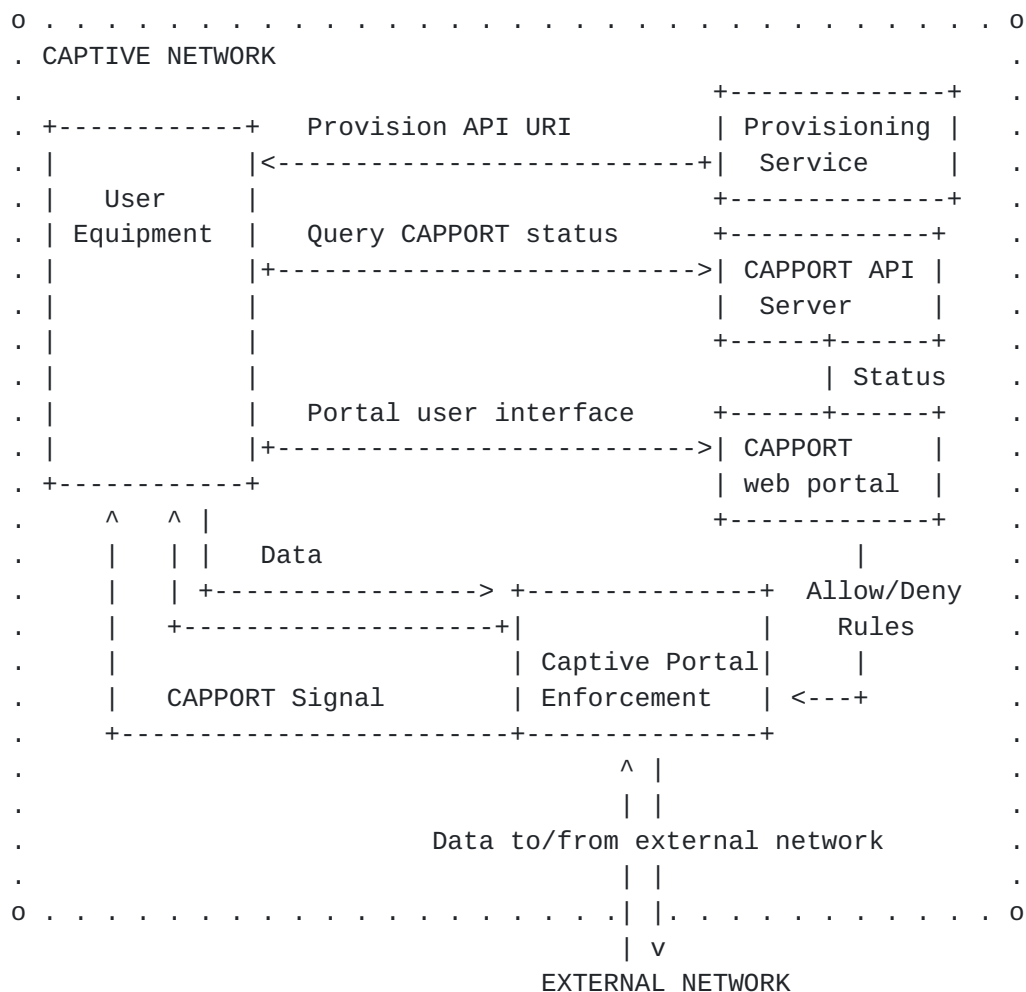 o . . . . . . . . . . . . . . . . . . . . . . . . . . . . . . . o
. CAPTIVE NETWORK                                               .
.                                            +--------------+   .
. +------------+   Provision API URI         | Provisioning |   .
. |            |<---------------------------+|  Service     |   .
. |   User     |                             +--------------+   .
. | Equipment  |   Query CAPPORT status      +-------------+    .
. |            |+--------------------------->| CAPPORT API |    .
. |            |                             |  Server     |    .
. |            |                             +------+------+    .
. |            |                                    | Status    .
. |            |   Portal user interface     +------+------+    .
. |            |+--------------------------->| CAPPORT     |    .
. +------------+                             | web portal  |    .
.     ^   ^ |                                +-------------+    .
.     |   | |   Data                                  |         .
.     |   | +-----------------> +---------------+  Allow/Deny   .
.     |   +--------------------+|               |    Rules      .
.     |                         | Captive Portal|     |         .
.     |   CAPPORT Signal        | Enforcement   | <---+         .
.     +-------------------------+---------------+               .
.                                      ^ |                      .
.                                      | |                      .
.                          Data to/from external network        .
.                                      | |                      .
o . . . . . . . . . . . . . . . . . . .| |. . . . . . . . . . . o
                                       | v
                                  EXTERNAL NETWORK